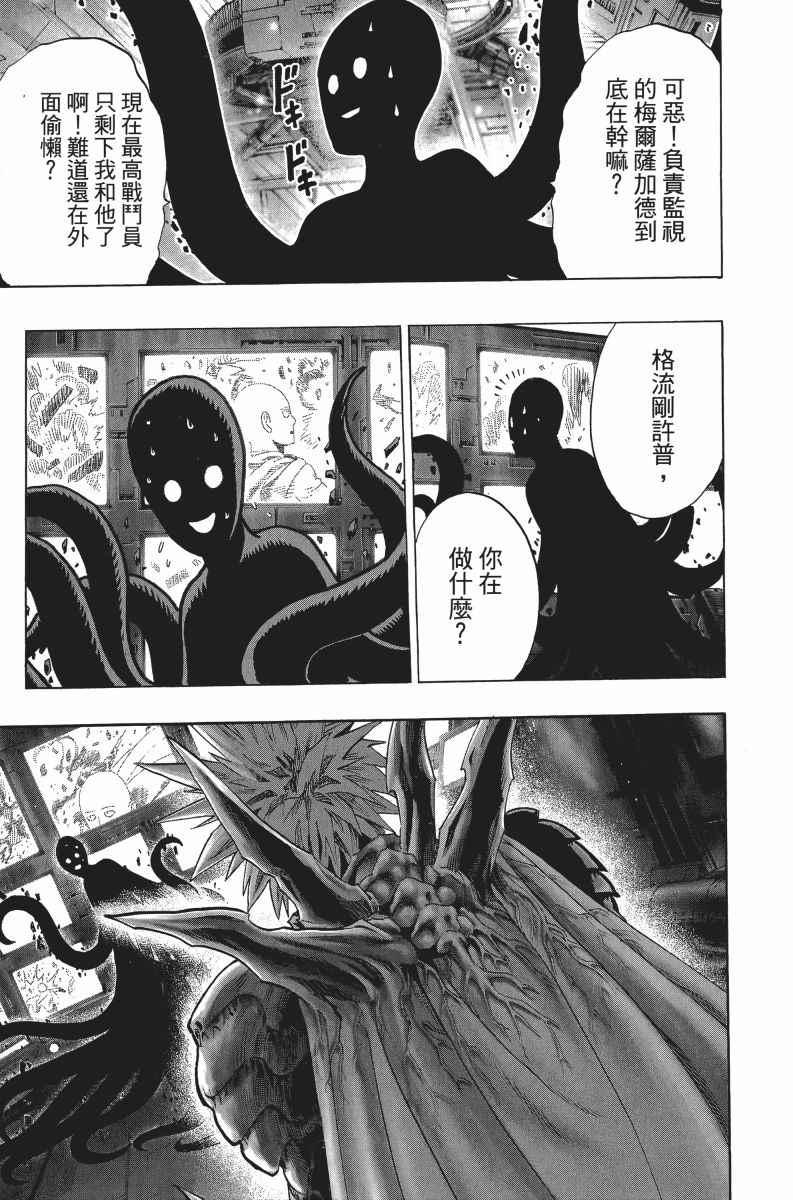 可惡！負責監視
的梅爾薩加德到
底在幹嘛？
ドキ
ドキ
現在最高戰鬥員
只剩下我和他了
啊！難道還在外
面偷懶？
格流剛許普，
你在
做什麼？